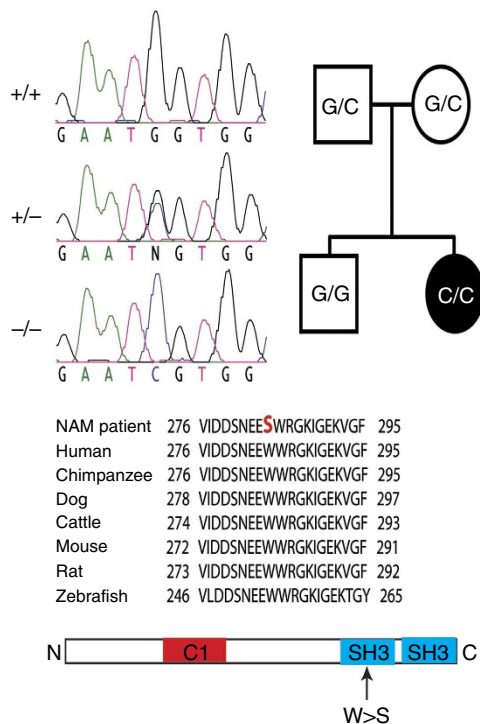 +/+
G A A T G G T G G
+/−
G A A T N G T G G
−/−
G A A T C G T G G
G/C G/C
G/G C/C
NAM patient 276 VIDDSNEESWRGKIGEKVGF 295
Human 276 VIDDSNEEWWRGKIGEKVGF 295
Chimpanzee 276 VIDDSNEEWWRGKIGEKVGF 295
Dog 278 VIDDSNEEWWRGKIGEKVGF 297
Cattle 274 VIDDSNEEWWRGKIGEKVGF 293
Mouse 272 VIDDSNEEWWRGKIGEKVGF 291
Rat 273 VIDDSNEEWWRGKIGEKVGF 292
Zebrafish 246 VLDDSNEEWWRGKIGEKTGY 265
N C1 SH3 SH3 C
W>S